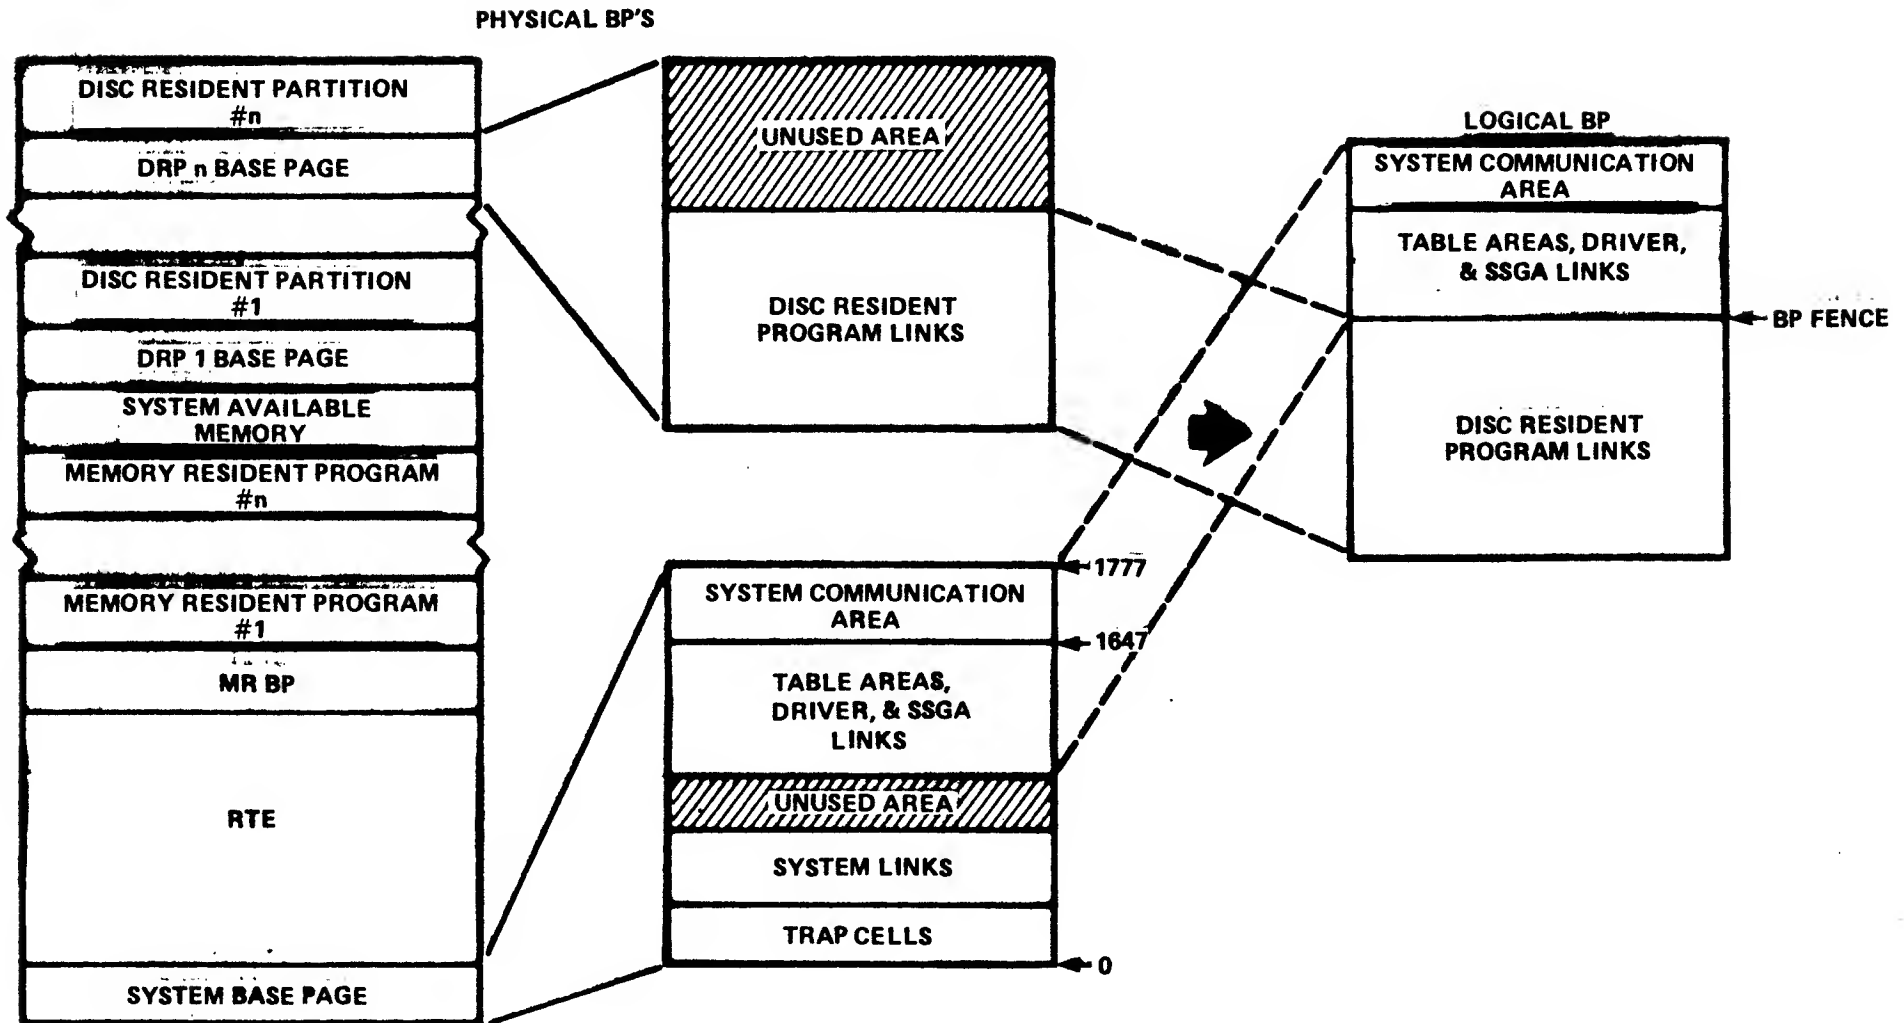 PHYSICAL BP'S
DISC RESIDENT PARTITION
#n
DRP n BASE PAGE
DISC RESIDENT PARTITION
#1
DRP 1 BASE PAGE
SYSTEM AVAILABLE
MEMORY
MEMORY RESIDENT PROGRAM
#n
MEMORY RESIDENT PROGRAM
#1
MR BP
RTE
SYSTEM BASE PAGE
UNUSED AREA
DISC RESIDENT
PROGRAM LINKS
1777
SYSTEM COMMUNICATION
AREA
1647
TABLE AREAS,
DRIVER, & SSGA
LINKS
UNUSED AREA
SYSTEM LINKS
TRAP CELLS
0
LOGICAL BP
SYSTEM COMMUNICATION
AREA
TABLE AREAS, DRIVER,
& SSGA LINKS
BP FENCE
DISC RESIDENT
PROGRAM LINKS